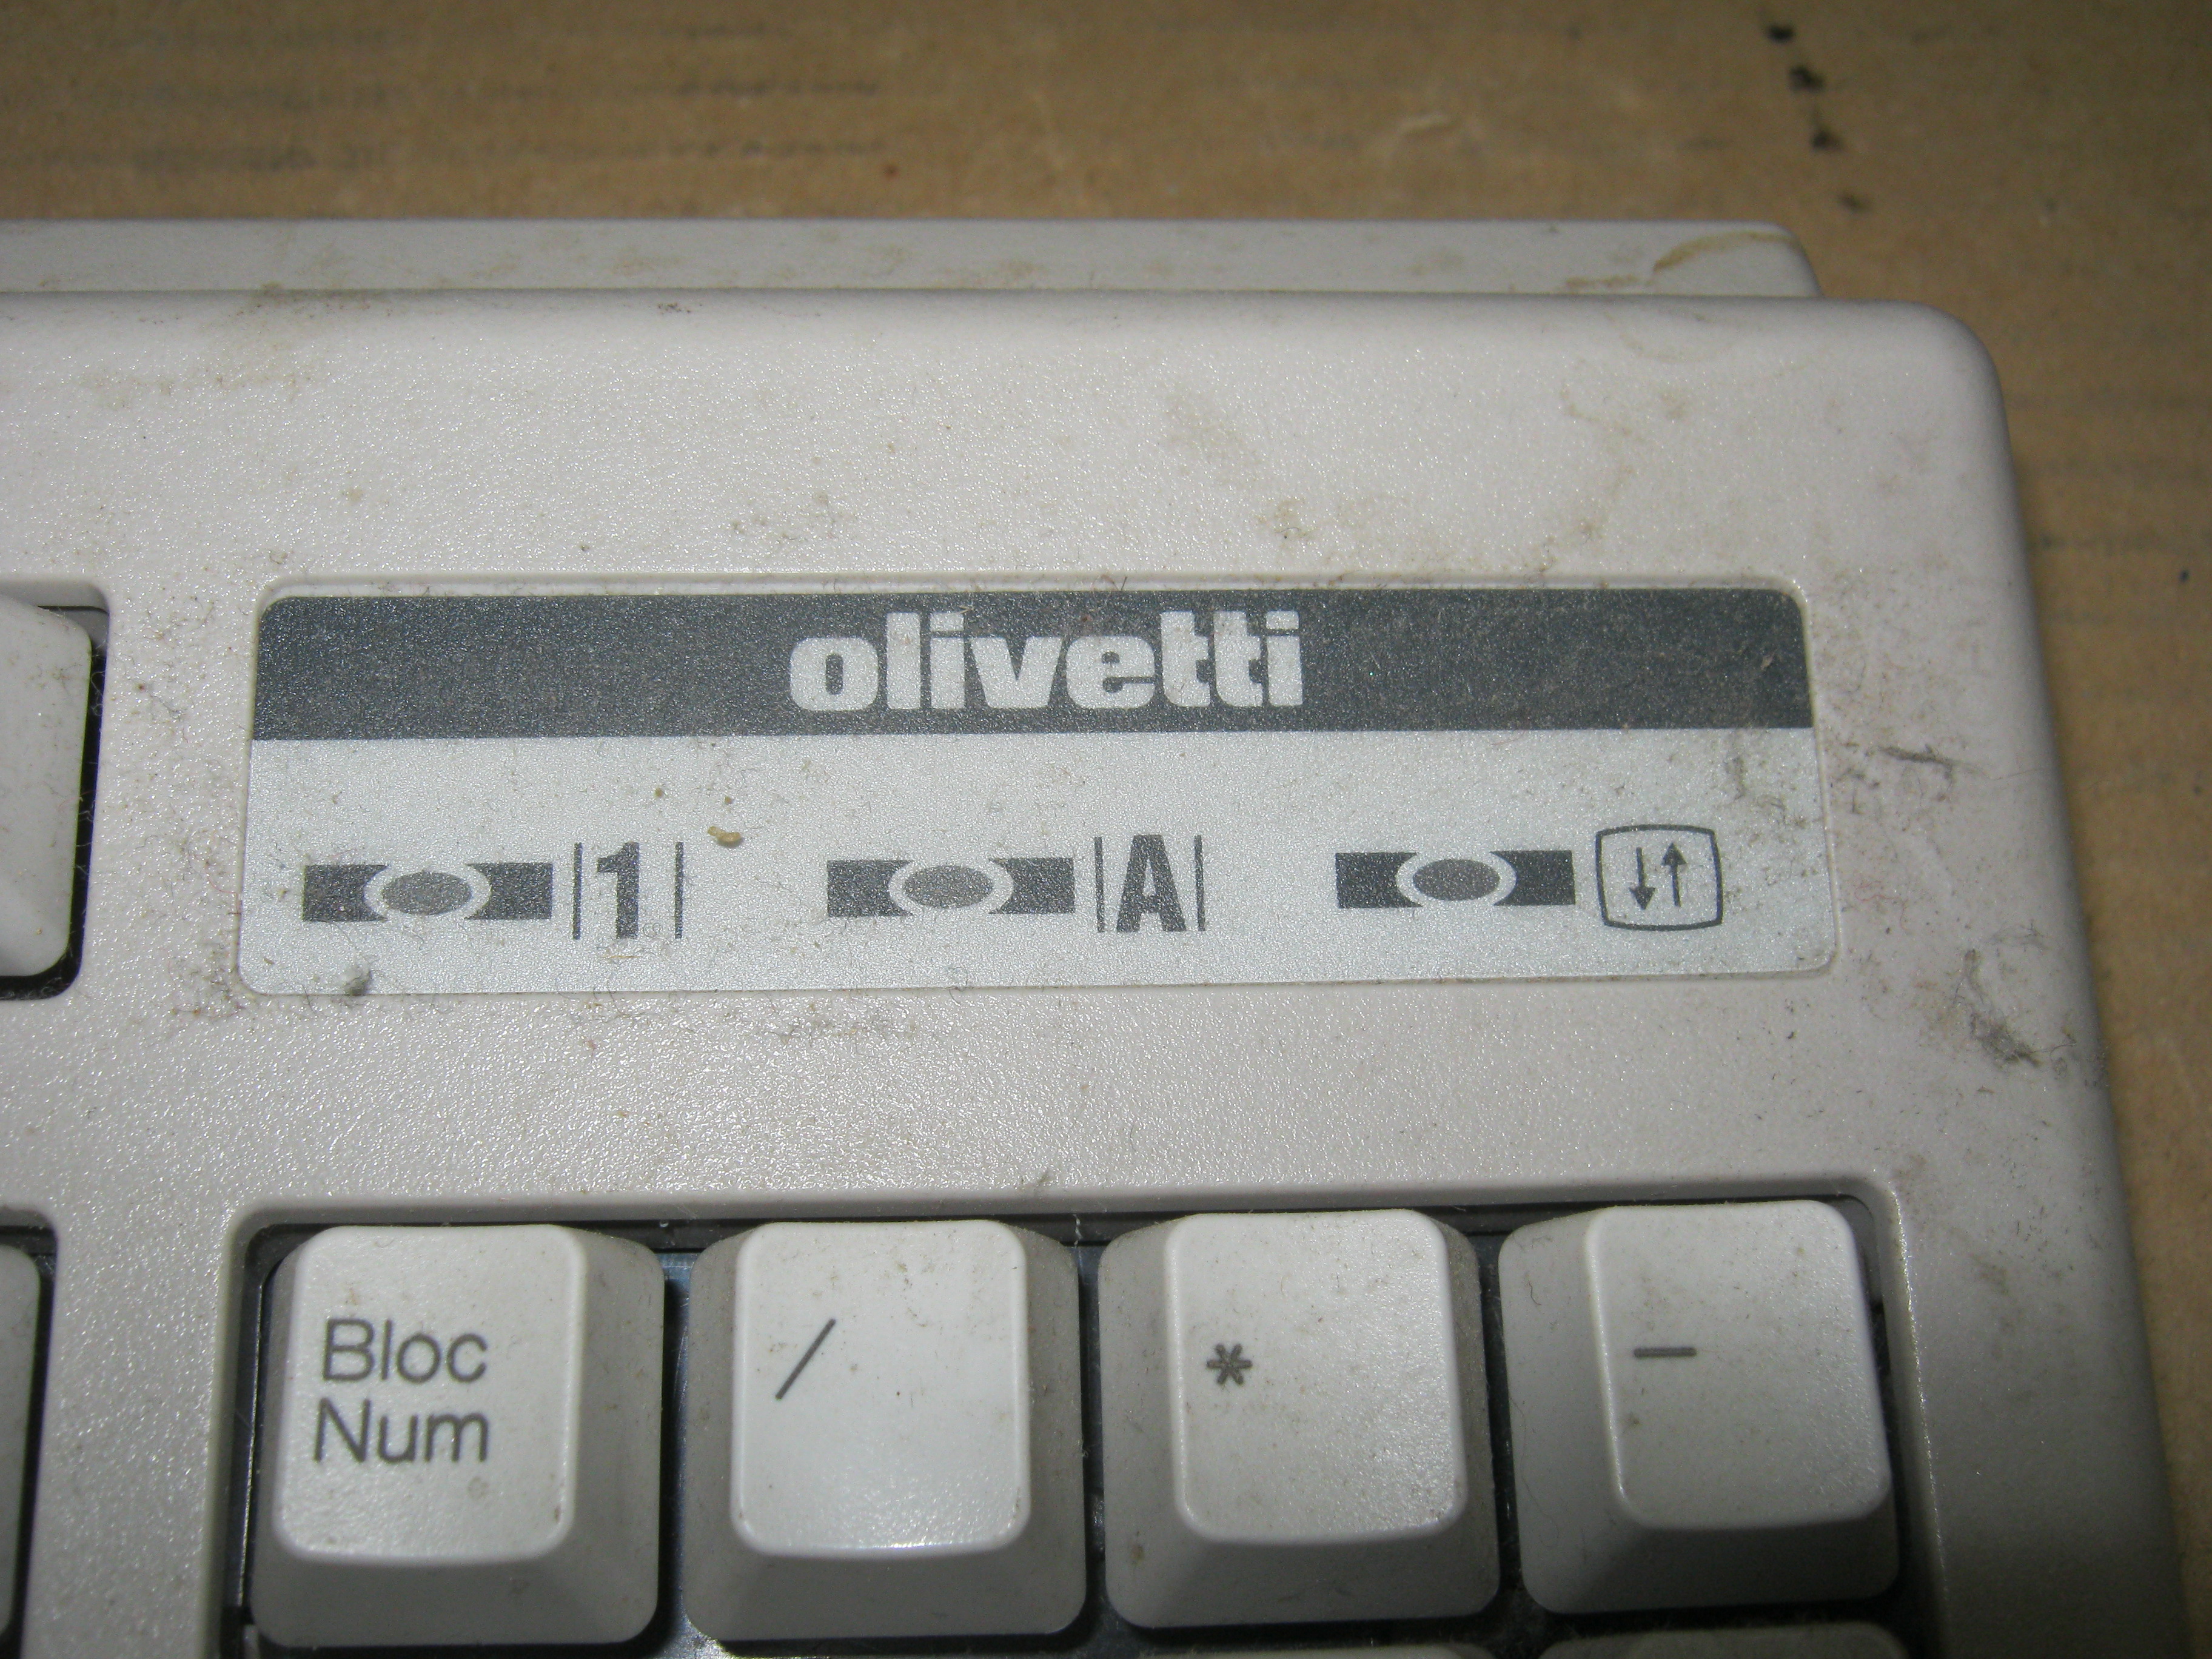 olivetti
1 A ↓↑
Bloc / * −
Num